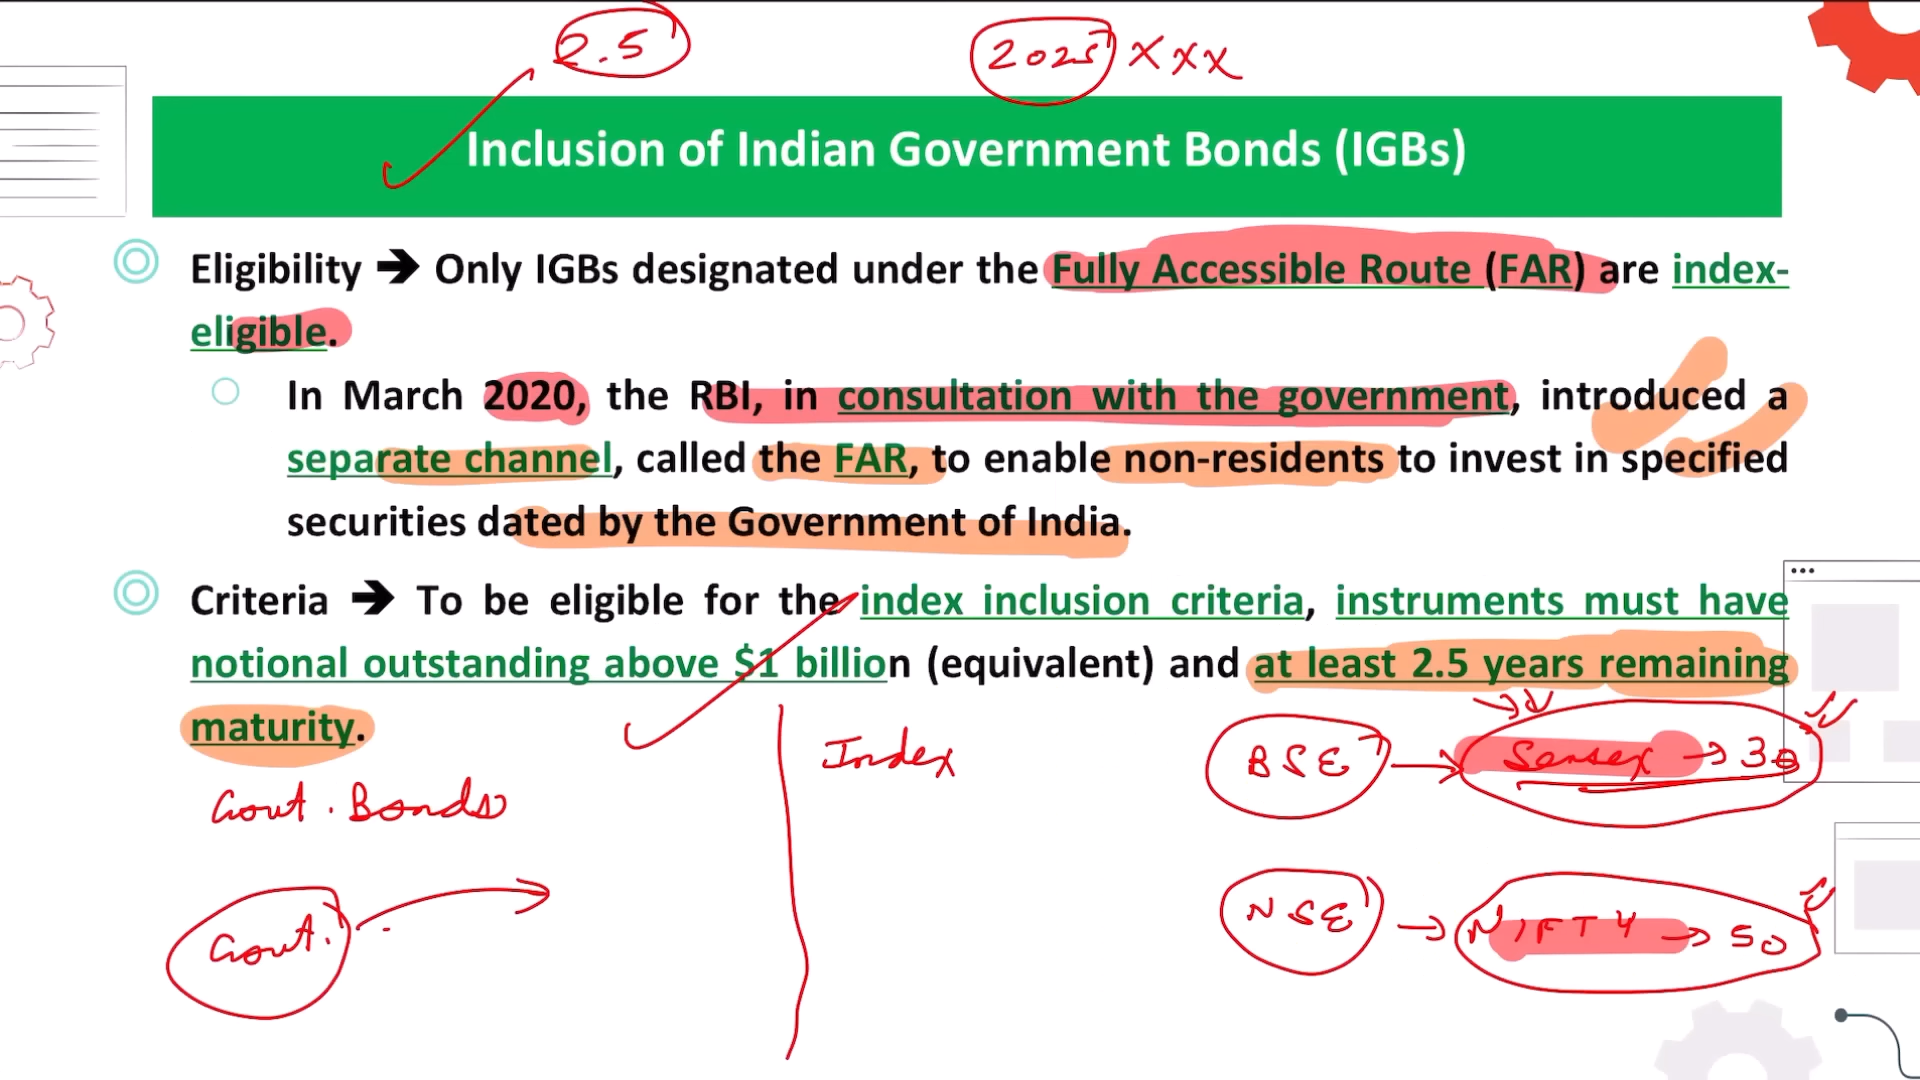 2.5
2025 X X X
Inclusion of Indian Government Bonds (IGBs)
Eligibility ➔ Only IGBs designated under the Fully Accessible Route (FAR) are index-
eligible.
In March 2020, the RBI, in consultation with the government, introduced a
separate channel, called the FAR, to enable non-residents to invest in specified
securities dated by the Government of India.
Criteria ➔ To be eligible for the index inclusion criteria, instruments must have
notional outstanding above $1 billion (equivalent) and at least 2.5 years remaining
maturity.
Govt. Bonds
Govt.
Index
BSE → Sensex → 30
NSE → NIFTY → 50